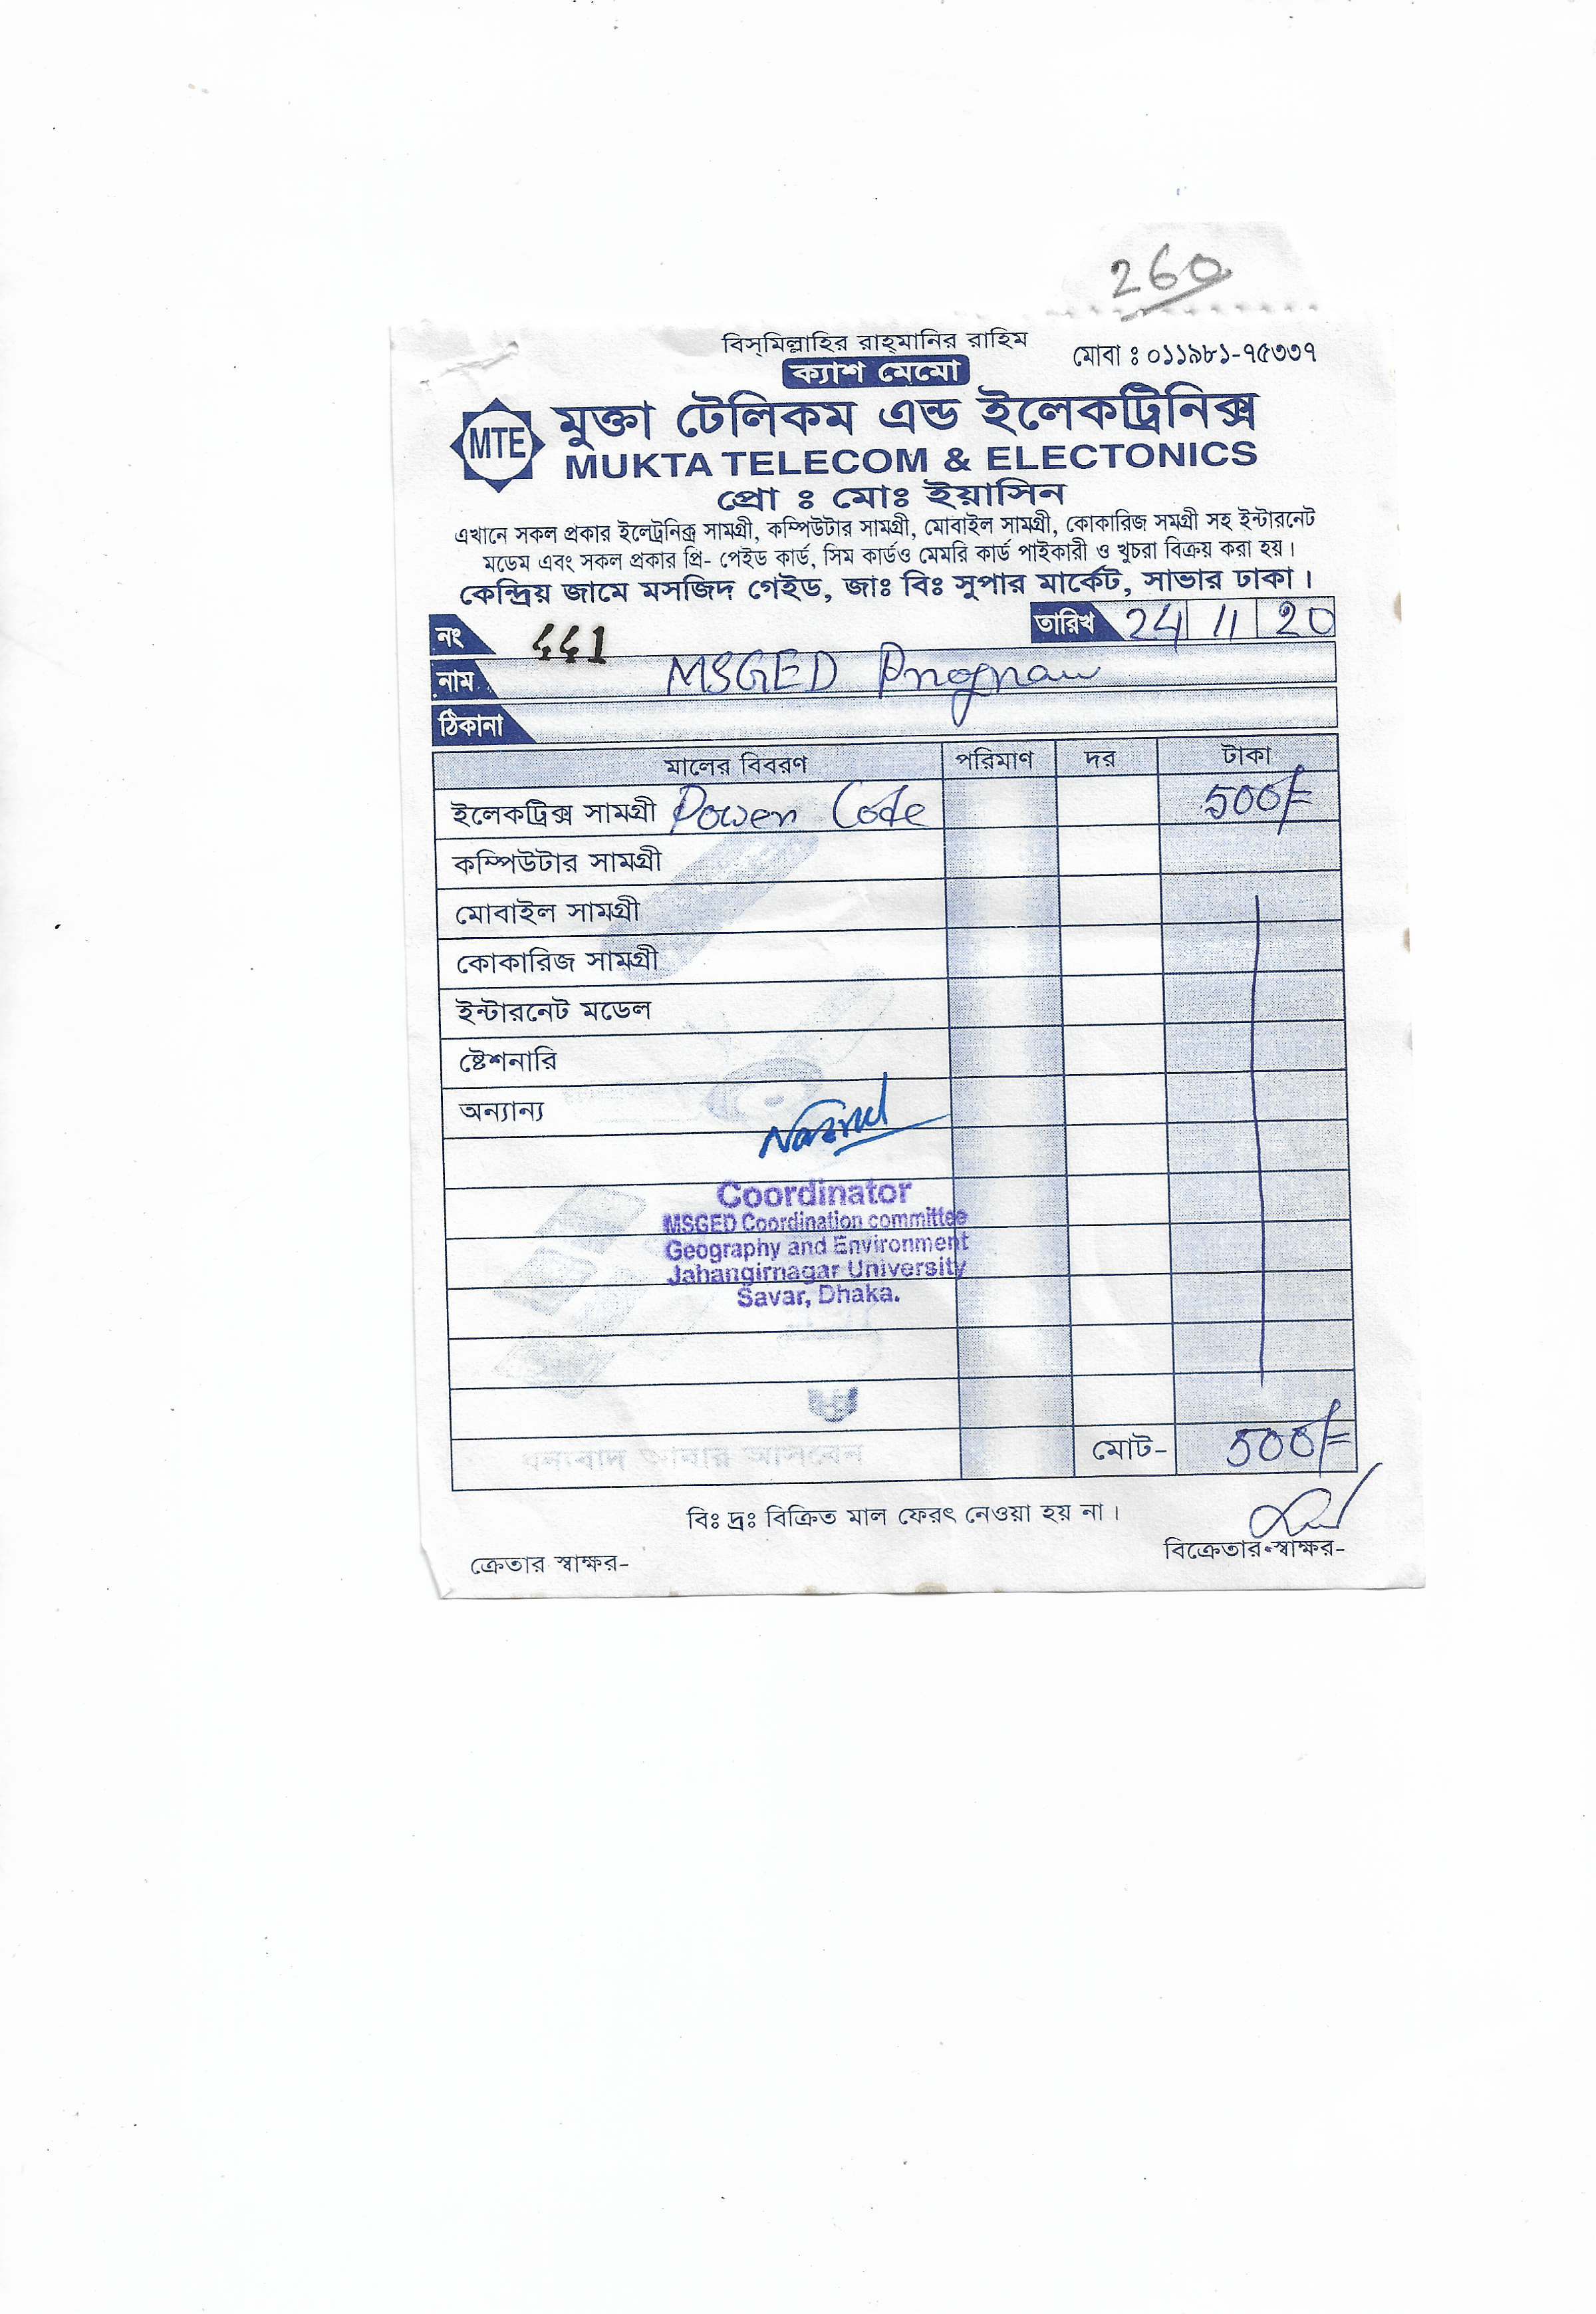 260
বিস্‌মিল্লাহির রাহ্‌মানির রাহিম
মোবা ঃ ০১১৯৮১-৭৫৩৩৭
ক্যাশ মেমো
MTE
মুক্তা টেলিকম এন্ড ইলেকট্রিনিক্স
MUKTA TELECOM & ELECTONICS
প্রো ঃ মোঃ ইয়াসিন
এখানে সকল প্রকার ইলেট্রনিক্স সামগ্রী, কম্পিউটার সামগ্রী, মোবাইল সামগ্রী, কোকারিজ সমগ্রী সহ ইন্টারনেট
মডেম এবং সকল প্রকার প্রি- পেইড কার্ড, সিম কার্ডও মেমরি কার্ড পাইকারী ও খুচরা বিক্রয় করা হয়।
কেন্দ্রিয় জামে মসজিদ গেইড, জাঃ বিঃ সুপার মার্কেট, সাভার ঢাকা।
নং 441 তারিখ 24 11 20
নাম MSGED Program
ঠিকানা
মালের বিবরণ পরিমাণ দর টাকা
ইলেকট্রিক্স সামগ্রী Power Code 500/=
কম্পিউটার সামগ্রী
মোবাইল সামগ্রী
কোকারিজ সামগ্রী
ইন্টারনেট মডেল
ষ্টেশনারি
অন্যান্য
Coordinator
MSGED Coordination committee
Geography and Environment
Jahangirnagar University
Savar, Dhaka.
ধন্যবাদ আবার আসবেন
মোট- 500/=
বিঃ দ্রঃ বিক্রিত মাল ফেরৎ নেওয়া হয় না।
ক্রেতার স্বাক্ষর-
বিক্রেতার স্বাক্ষর-